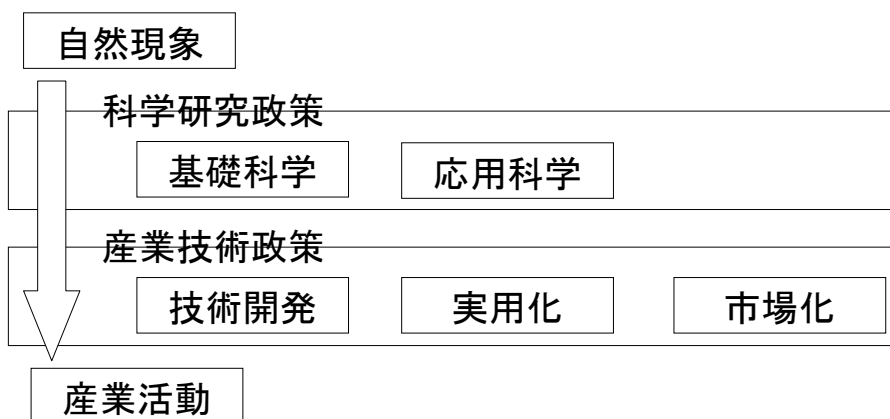 自然現象
科学研究政策
基礎科学 応用科学
産業技術政策
技術開発 実用化 市場化
産業活動